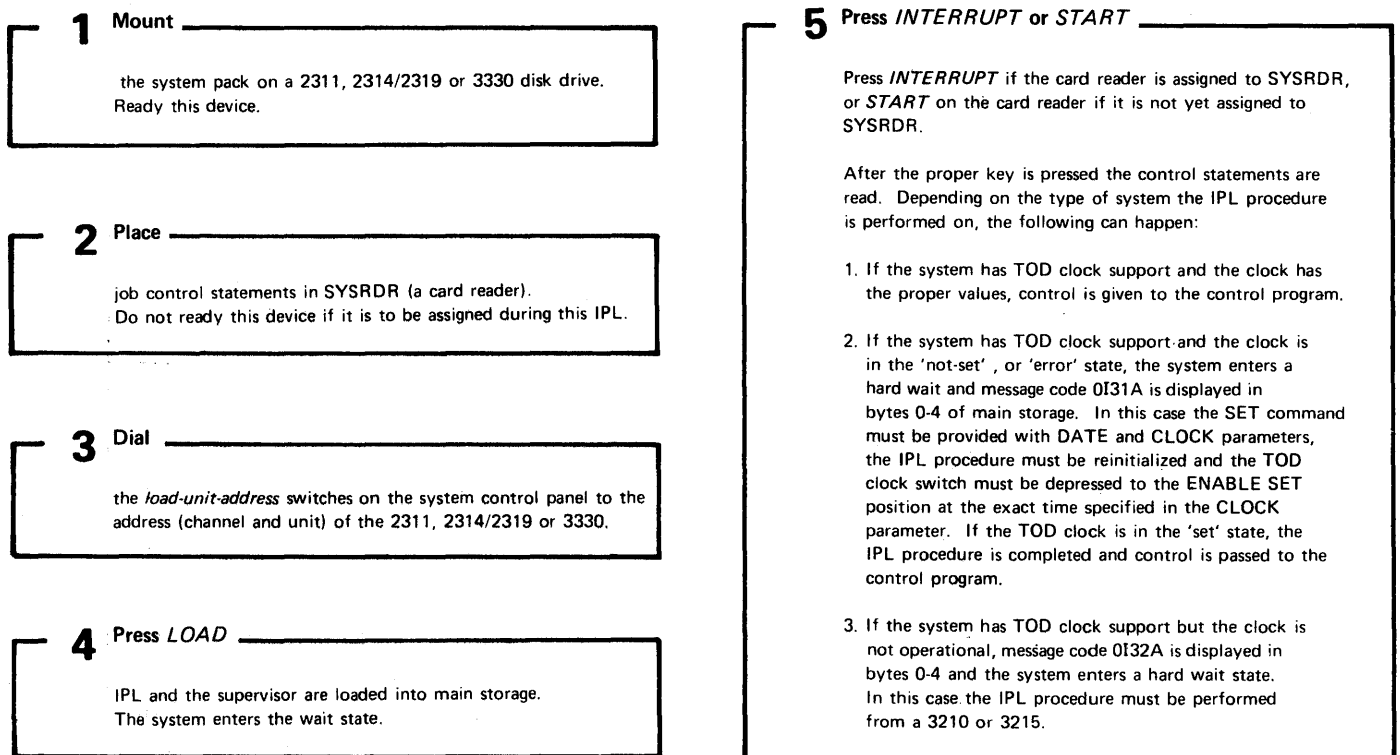 1 Mount
the system pack on a 2311, 2314/2319 or 3330 disk drive.
Ready this device.
2 Place
job control statements in SYSRDR (a card reader).
Do not ready this device if it is to be assigned during this IPL.
3 Dial
the load-unit-address switches on the system control panel to the
address (channel and unit) of the 2311, 2314/2319 or 3330.
4 Press LOAD
IPL and the supervisor are loaded into main storage.
The system enters the wait state.
5 Press INTERRUPT or START
Press INTERRUPT if the card reader is assigned to SYSRDR,
or START on the card reader if it is not yet assigned to
SYSRDR.
After the proper key is pressed the control statements are
read. Depending on the type of system the IPL procedure
is performed on, the following can happen:
1. If the system has TOD clock support and the clock has
the proper values, control is given to the control program.
2. If the system has TOD clock support and the clock is
in the 'not-set' , or 'error' state, the system enters a
hard wait and message code 0I31A is displayed in
bytes 0-4 of main storage. In this case the SET command
must be provided with DATE and CLOCK parameters,
the IPL procedure must be reinitialized and the TOD
clock switch must be depressed to the ENABLE SET
position at the exact time specified in the CLOCK
parameter. If the TOD clock is in the 'set' state, the
IPL procedure is completed and control is passed to the
control program.
3. If the system has TOD clock support but the clock is
not operational, message code 0I32A is displayed in
bytes 0-4 and the system enters a hard wait state.
In this case the IPL procedure must be performed
from a 3210 or 3215.